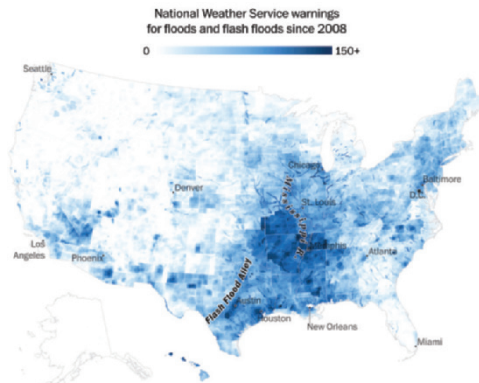 National Weather Service warnings
for floods and flash floods since 2008
0 150+
Seattle
Chicago
Denver
St. Louis
Baltimore
D.C.
Los
Angeles
Phoenix
Memphis
Atlanta
Flash Flood Alley
Austin
Houston
New Orleans
Miami